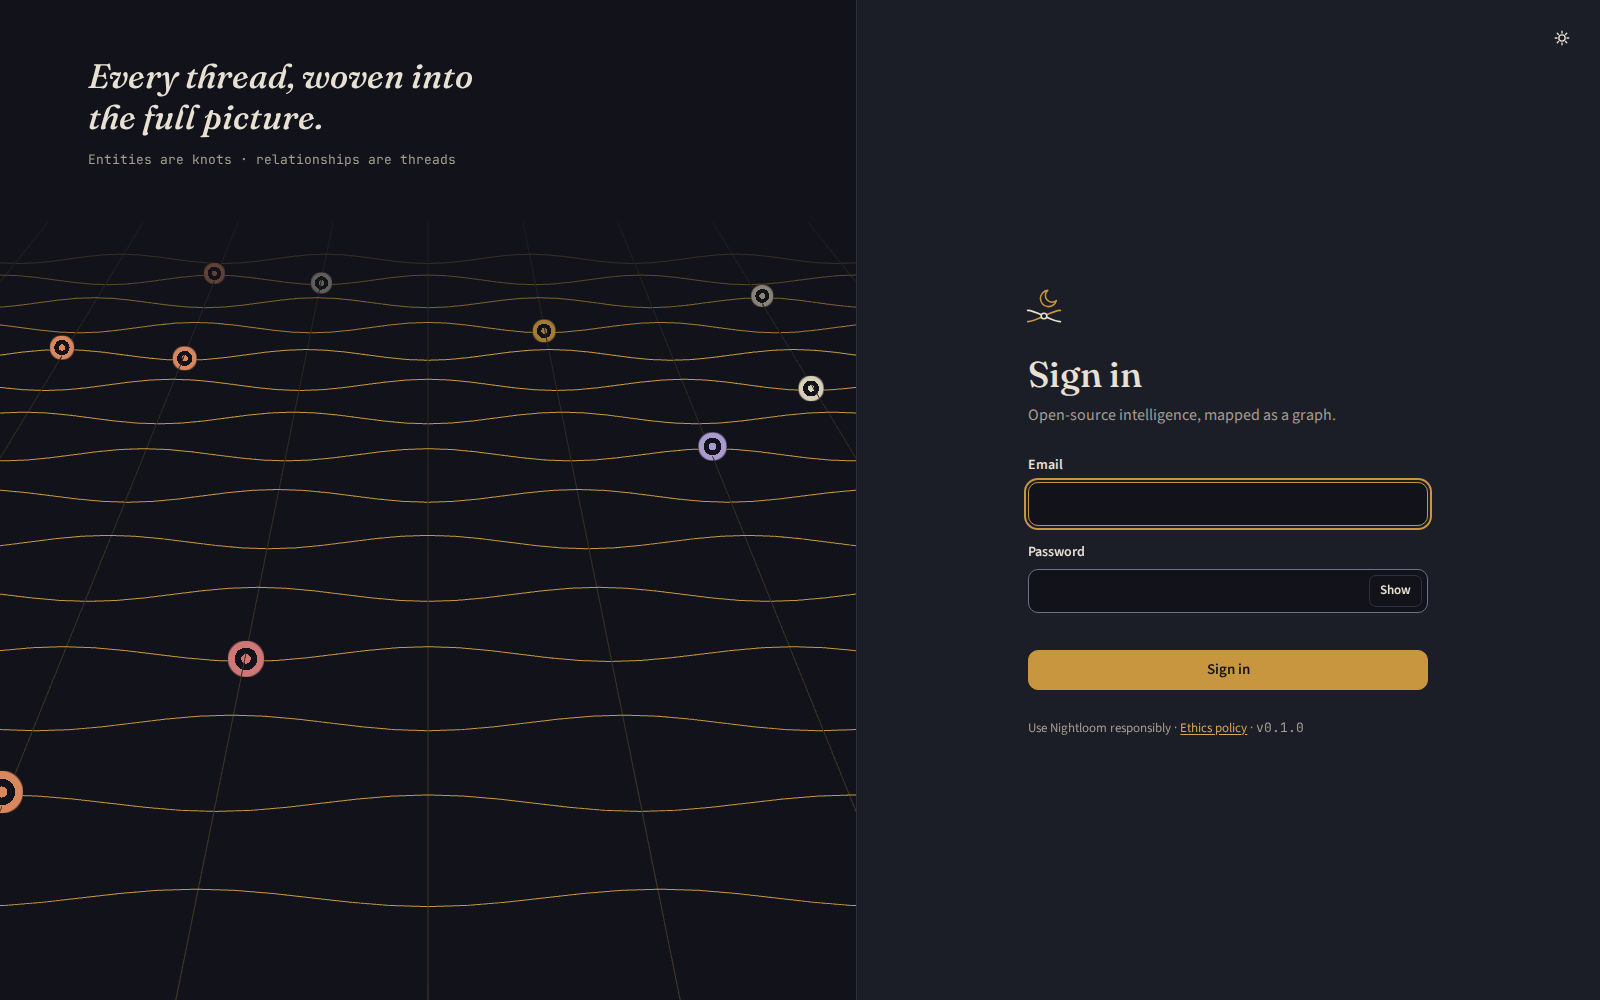 Every thread, woven into
the full picture.
Entities are knots · relationships are threads
Sign in
Open-source intelligence, mapped as a graph.
Email
Password
Show
Sign in
Use Nightloom responsibly · Ethics policy · v0.1.0